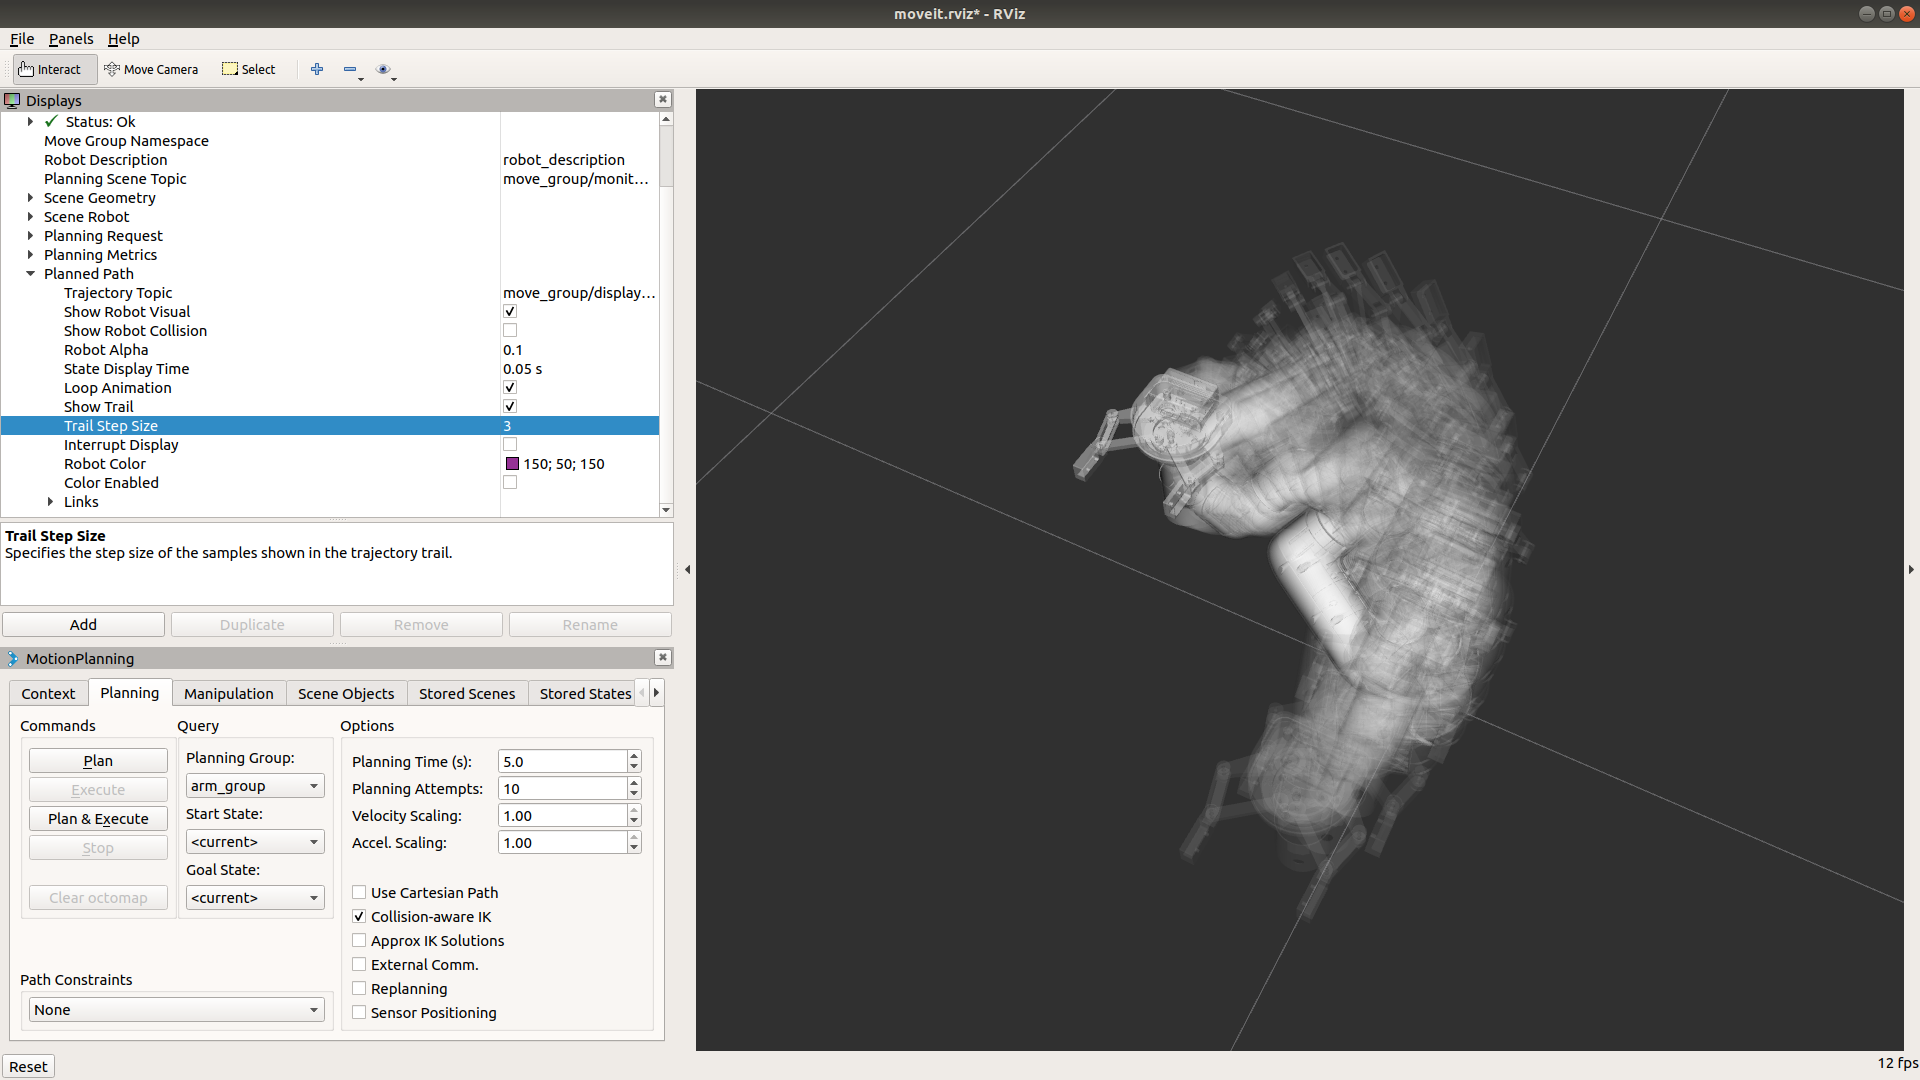 moveit.rviz* - RViz
File Panels Help
Interact Move Camera Select
Displays
Status: Ok
Move Group Namespace
Robot Description robot_description
Planning Scene Topic move_group/monit...
Scene Geometry
Scene Robot
Planning Request
Planning Metrics
Planned Path
Trajectory Topic move_group/display...
Show Robot Visual
Show Robot Collision
Robot Alpha 0.1
State Display Time 0.05 s
Loop Animation
Show Trail
Trail Step Size 3
Interrupt Display
Robot Color 150; 50; 150
Color Enabled
Links
Trail Step Size
Specifies the step size of the samples shown in the trajectory trail.
Add Duplicate Remove Rename
MotionPlanning
Context Planning Manipulation Scene Objects Stored Scenes Stored States
Commands
Plan
Execute
Plan & Execute
Stop
Clear octomap
Query
Planning Group:
arm_group
Start State:
<current>
Goal State:
<current>
Options
Planning Time (s): 5.0
Planning Attempts: 10
Velocity Scaling: 1.00
Accel. Scaling: 1.00
Use Cartesian Path
Collision-aware IK
Approx IK Solutions
External Comm.
Replanning
Sensor Positioning
Path Constraints
None
Reset
12 fps